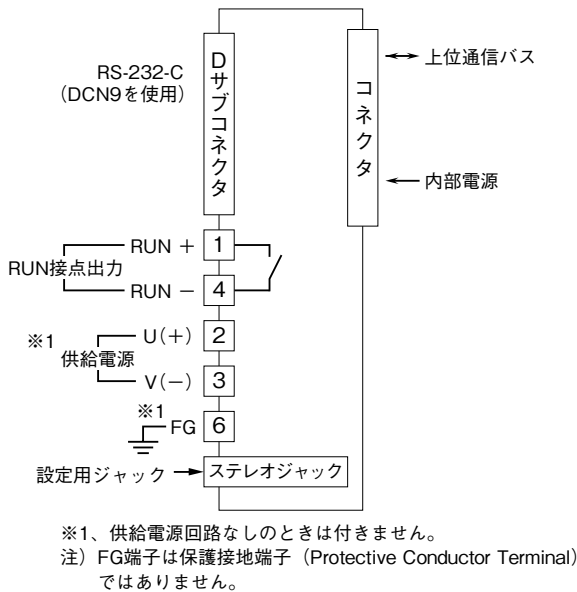 RS-232-C
（DCN9を使用）
Dサブコネクタ
コネクタ
上位通信バス
内部電源
RUN接点出力
RUN ＋ 1
RUN － 4
※1
供給電源
U（＋） 2
V（－） 3
※1
FG 6
設定用ジャック
ステレオジャック
※1、供給電源回路なしのときは付きません。
注）FG端子は保護接地端子（Protective Conductor Terminal）
ではありません。